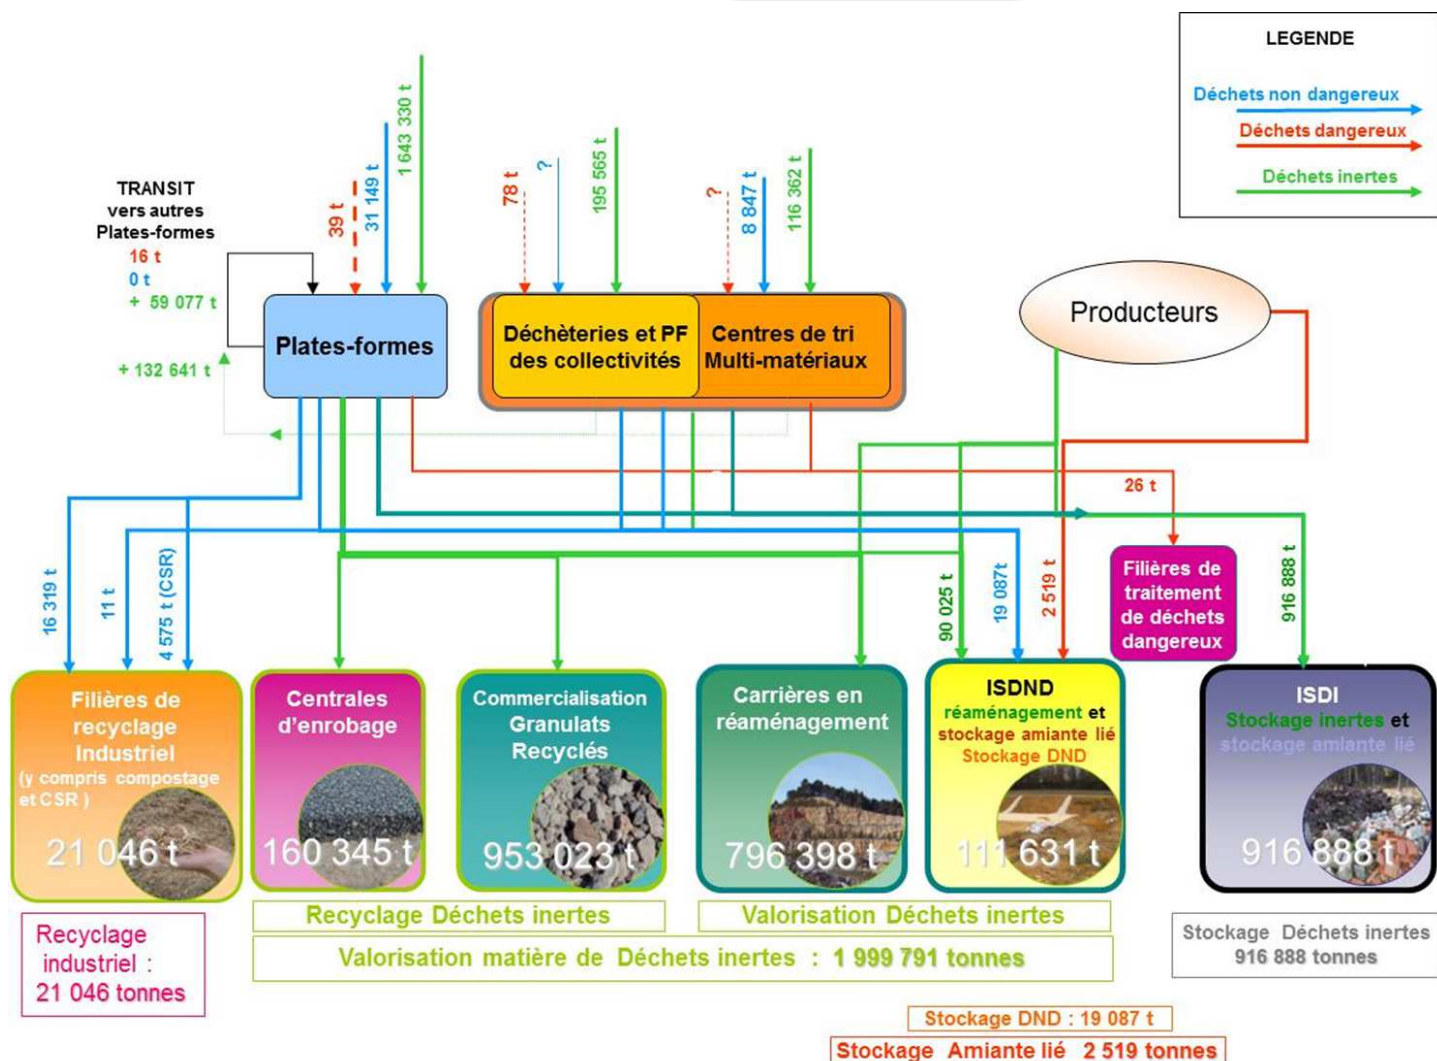 LEGENDE
Déchets non dangereux
Déchets dangereux
Déchets inertes
TRANSIT
vers autres
Plates-formes
16 t
0 t
+ 59 077 t
+ 132 641 t
39 t
31 149 t
1 643 330 t
78 t
?
195 565 t
?
8 847 t
116 362 t
Plates-formes
Déchèteries et PF
des collectivités
Centres de tri
Multi-matériaux
Producteurs
16 319 t
11 t
4 575 t (CSR)
90 025 t
19 087t
2 519 t
26 t
916 888 t
Filières de
traitement
de déchets
dangereux
Filières de
recyclage
Industriel
(y compris compostage
et CSR )
21 046 t
Centrales
d'enrobage
160 345 t
Commercialisation
Granulats
Recyclés
953 023 t
Carrières en
réaménagement
796 398 t
ISDND
réaménagement et
stockage amiante lié
Stockage DND
111 631 t
ISDI
Stockage inertes et
stockage amiante lié
916 888 t
Recyclage
industriel :
21 046 tonnes
Recyclage Déchets inertes
Valorisation Déchets inertes
Valorisation matière de Déchets inertes : 1 999 791 tonnes
Stockage Déchets inertes
916 888 tonnes
Stockage DND : 19 087 t
Stockage Amiante lié 2 519 tonnes